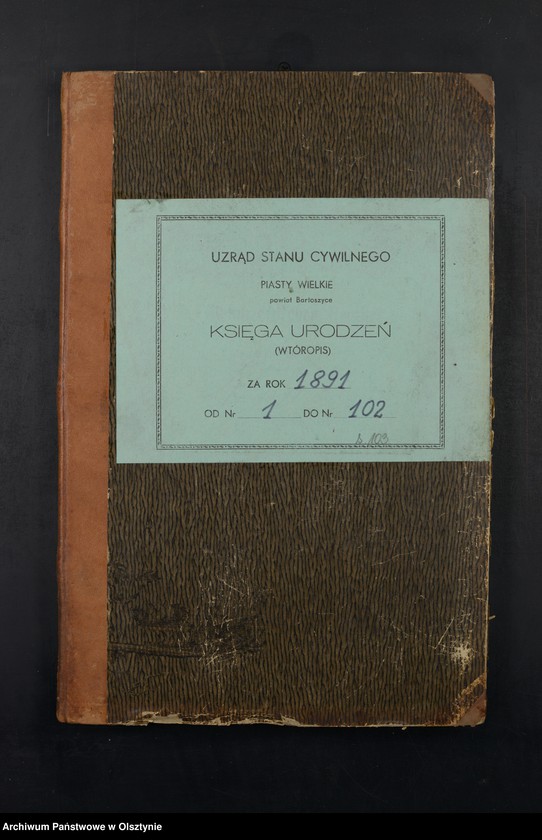 UZRĄD STANU CYWILNEGO
PIASTY WIELKIE
powiat Bartoszyce
KSIĘGA URODZEŃ
(WTÓROPIS)
ZA ROK 1891
OD Nr 1 DO Nr 102
k. 103
Archiwum Państwowe w Olsztynie